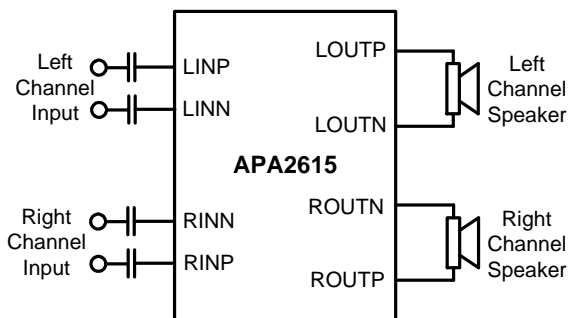 Left
Channel
Input
LINP
LINN
LOUTP
LOUTN
Left
Channel
Speaker
APA2615
Right
Channel
Input
RINN
RINP
ROUTN
ROUTP
Right
Channel
Speaker